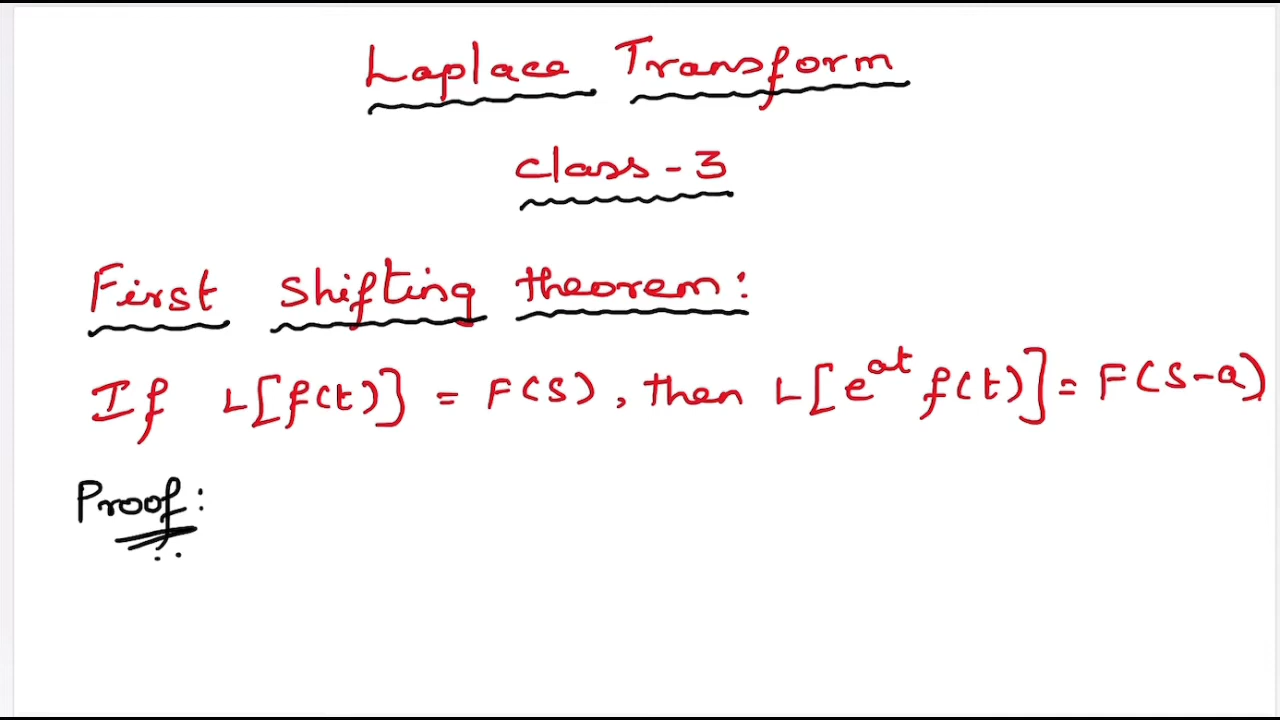 Laplace Transform
Class - 3
First Shifting theorem:
If L[f(t)] = F(S), then L[e^{at} f(t)] = F(S-a)
Proof: